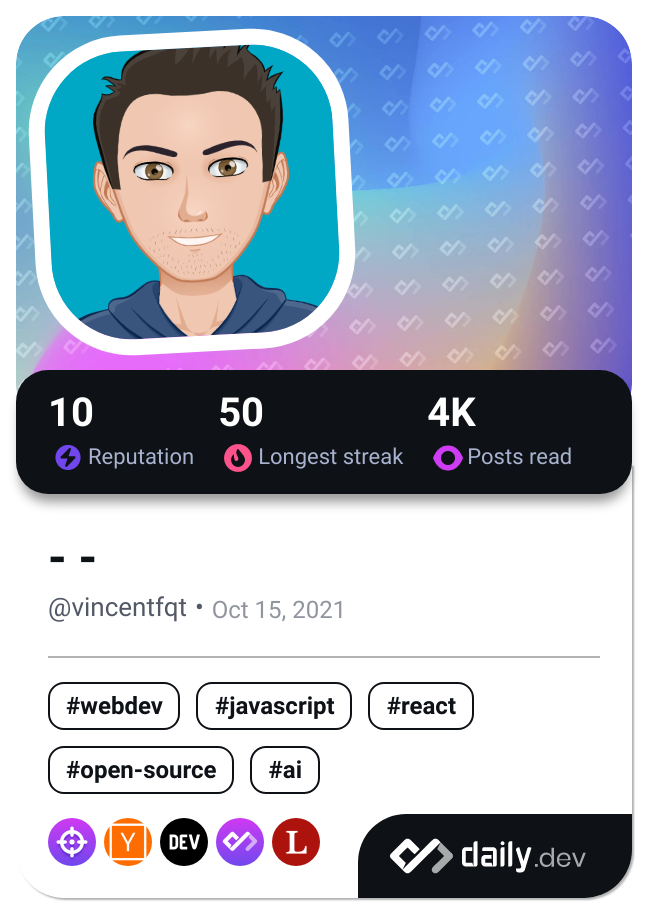 10 50 4K
Reputation Longest streak Posts read
- -
@vincentfqt • Oct 15, 2021
#webdev #javascript #react
#open-source #ai
Y DEV L
daily.dev